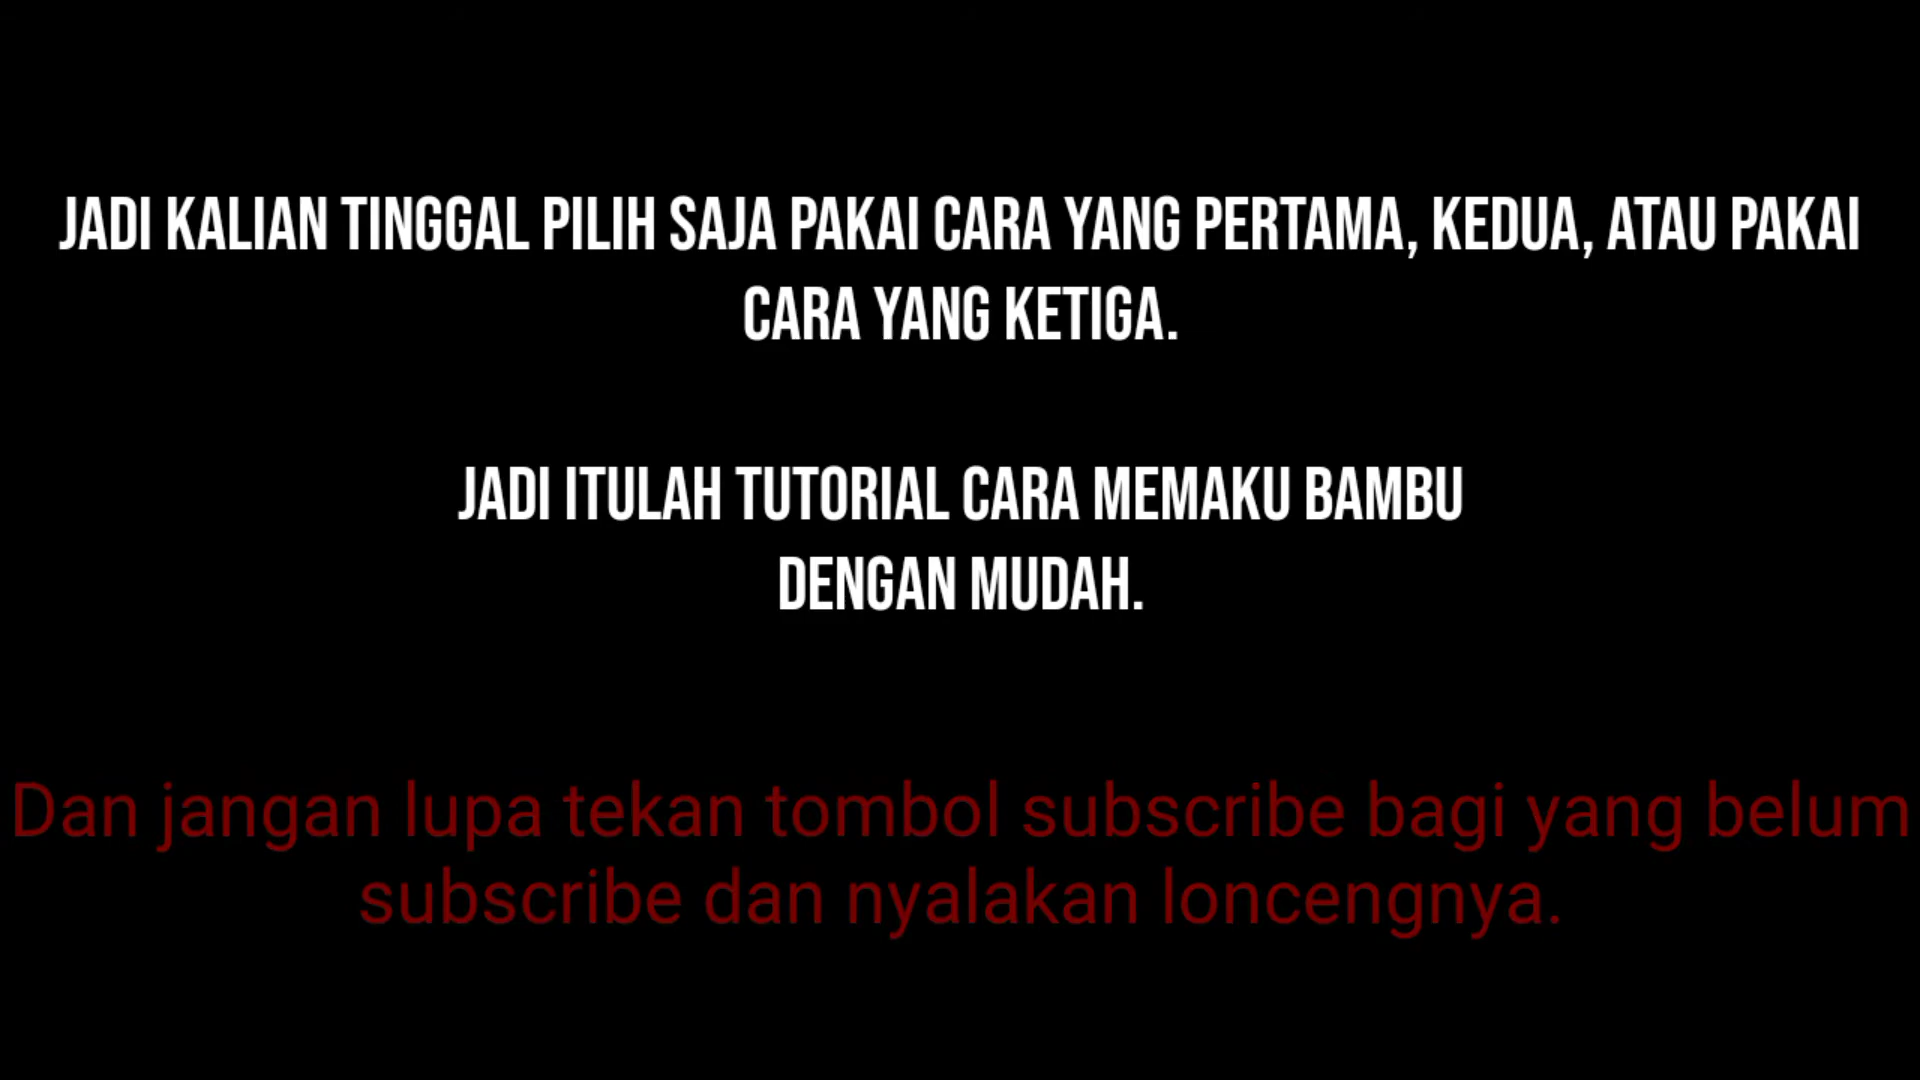 JADI KALIAN TINGGAL PILIH SAJA PAKAI CARA YANG PERTAMA, KEDUA, ATAU PAKAI
CARA YANG KETIGA.
JADI ITULAH TUTORIAL CARA MEMAKU BAMBU
DENGAN MUDAH.
Dan jangan lupa tekan tombol subscribe bagi yang belum
subscribe dan nyalakan loncengnya.